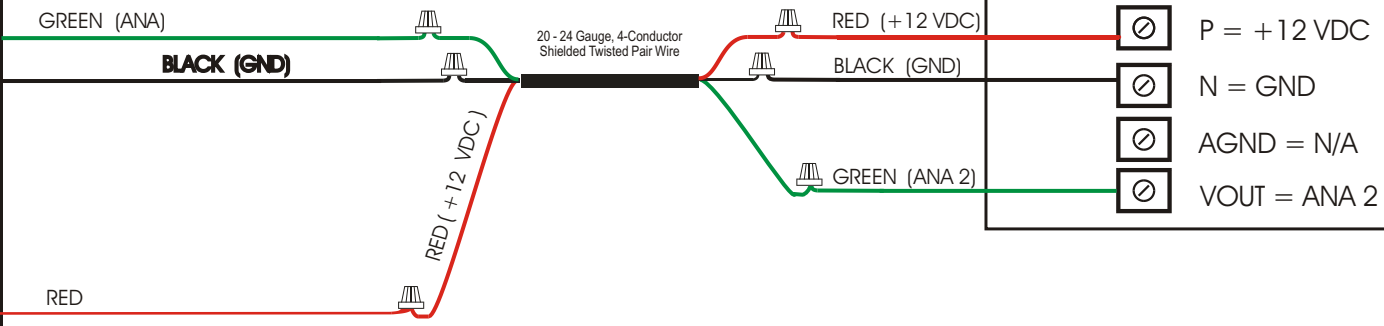 GREEN (ANA)
BLACK (GND)
RED ( +12 VDC )
RED
20 - 24 Gauge, 4-Conductor
Shielded Twisted Pair Wire
RED (+12 VDC)
BLACK (GND)
GREEN (ANA 2)
P = +12 VDC
N = GND
AGND = N/A
VOUT = ANA 2